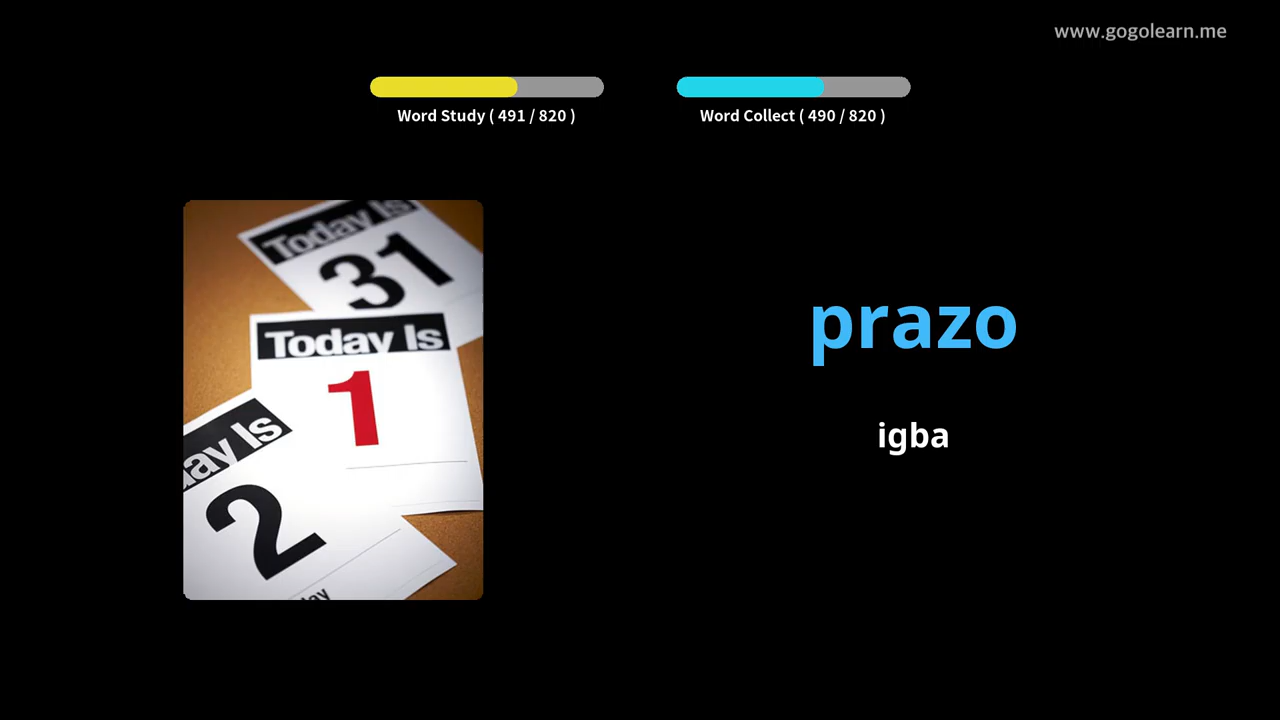 www.gogolearn.me
Word Study ( 491 / 820 )
Word Collect ( 490 / 820 )
Today Is
31
Today Is
1
day Is
2
prazo
igba